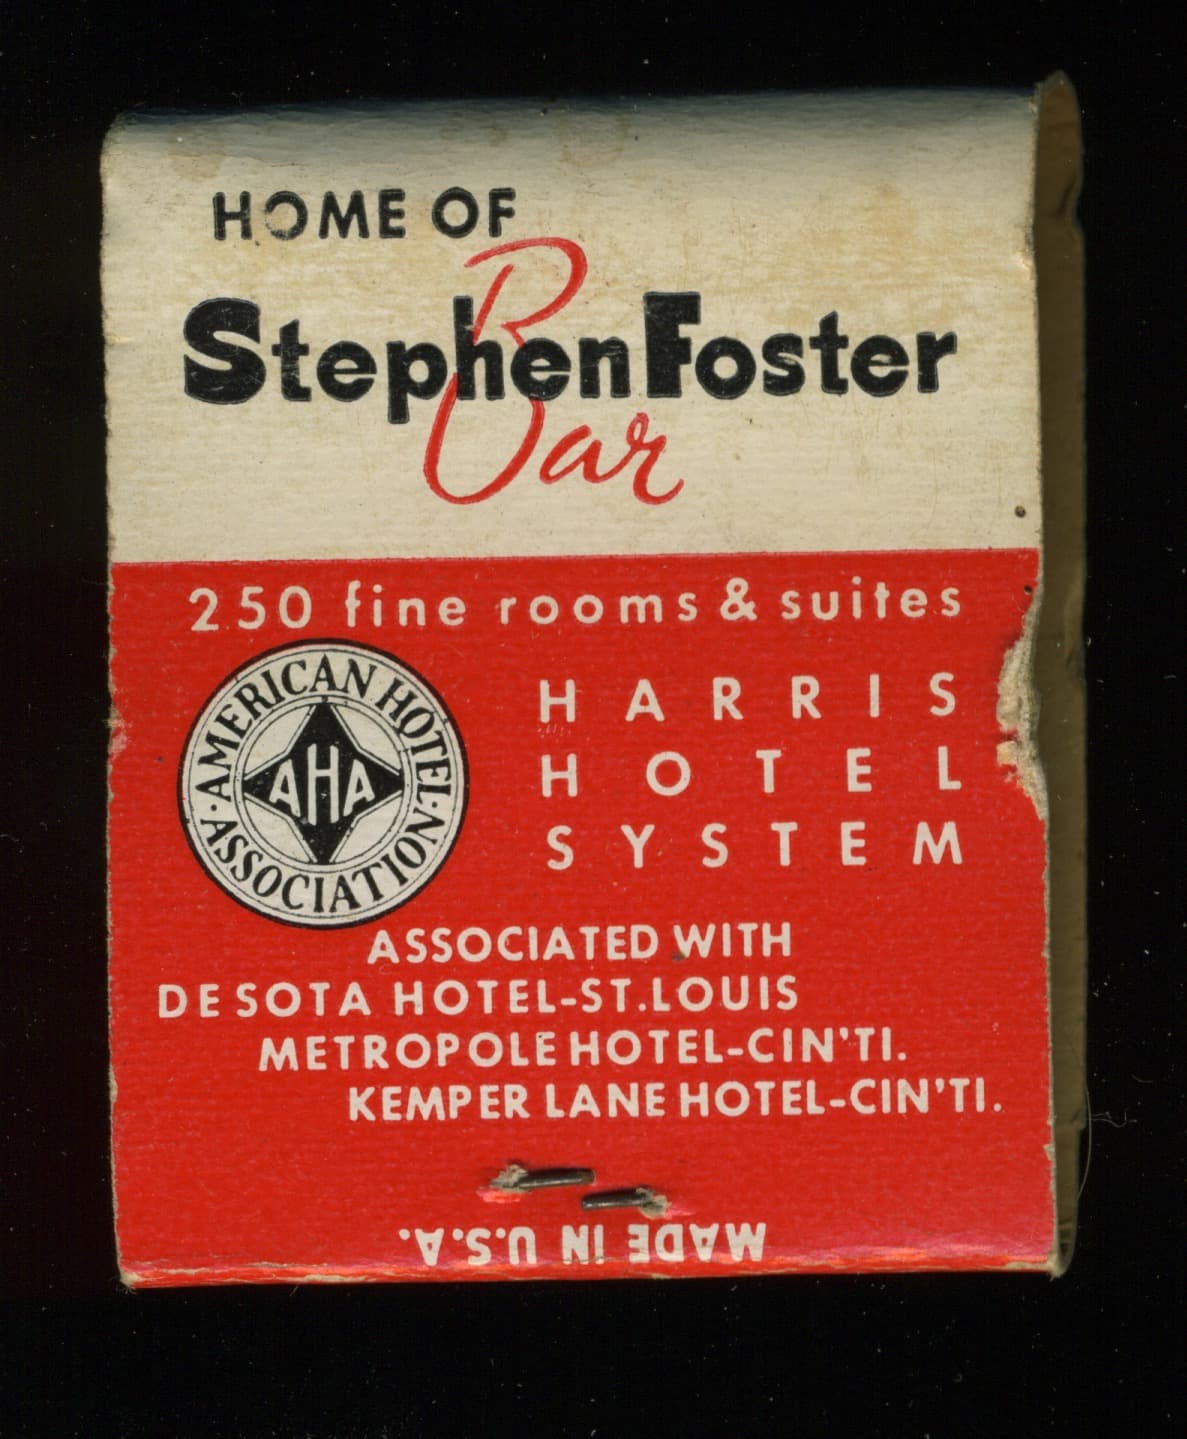 HOME OF
Stephen Foster
Bar
250 fine rooms & suites
AMERICAN HOTEL
· ASSOCIATION ·
AHA
HARRIS
HOTEL
SYSTEM
ASSOCIATED WITH
DE SOTA HOTEL-ST.LOUIS
METROPOLE HOTEL-CIN'TI.
KEMPER LANE HOTEL-CIN'TI.
MADE IN U.S.A.